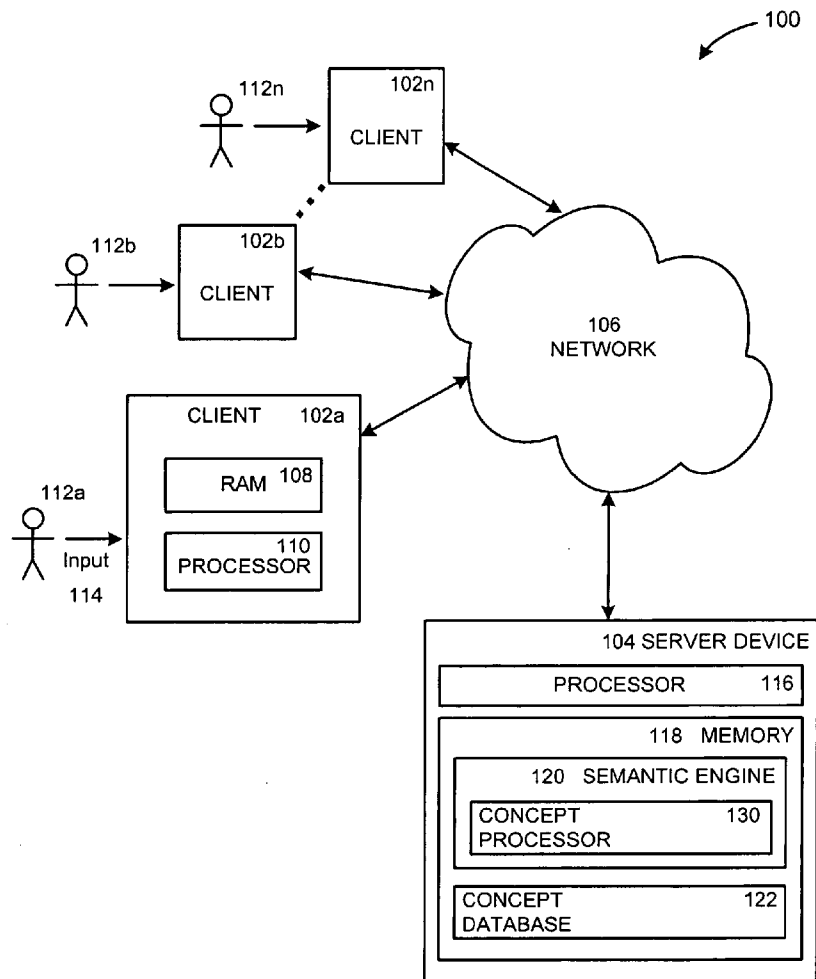 100
112n
102n
CLIENT
112b
102b
CLIENT
106
NETWORK
CLIENT 102a
RAM 108
112a
110
PROCESSOR
Input
114
104 SERVER DEVICE
PROCESSOR 116
118 MEMORY
120 SEMANTIC ENGINE
CONCEPT 130
PROCESSOR
CONCEPT 122
DATABASE